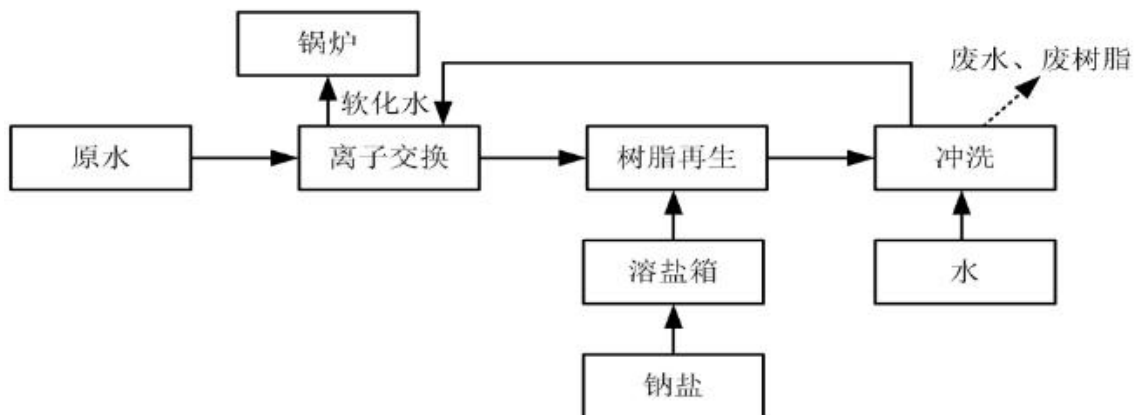 锅炉
废水、废树脂
软化水
原水
离子交换
树脂再生
冲洗
溶盐箱
水
钠盐